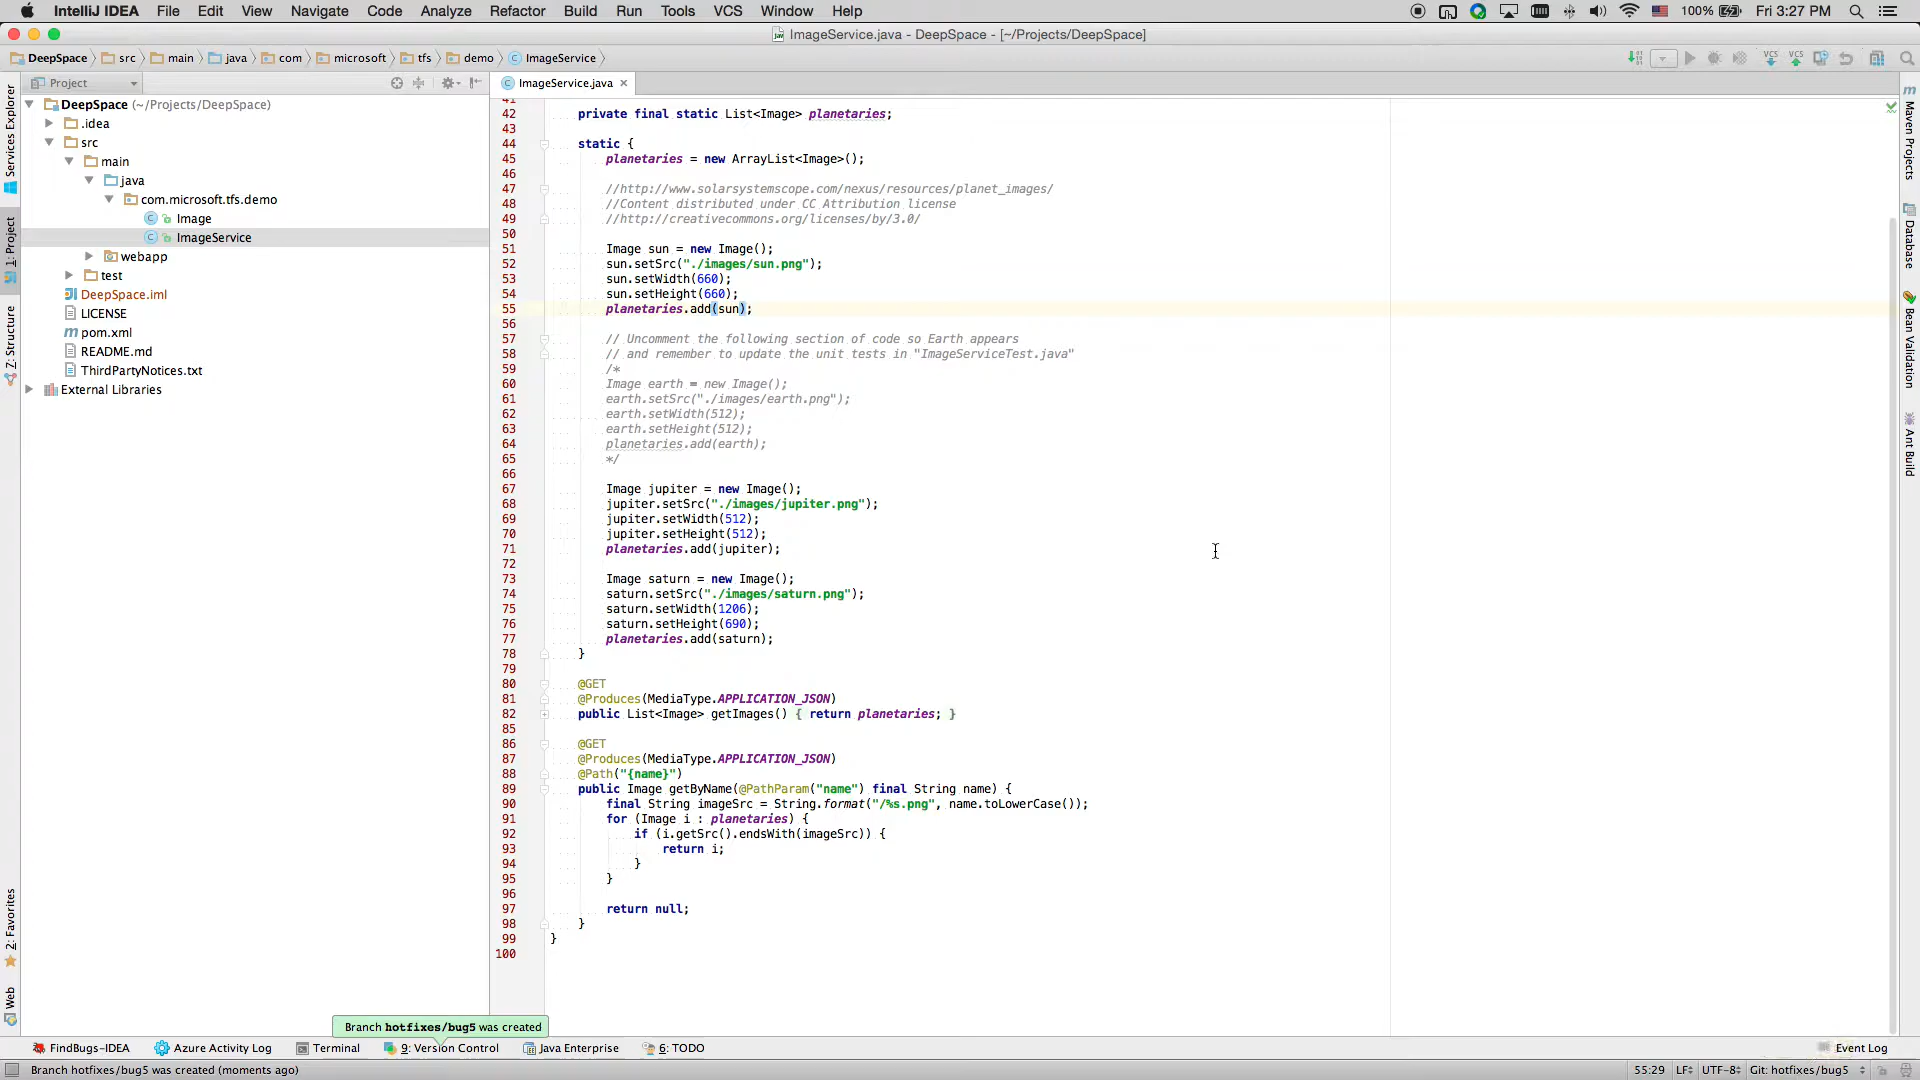 IntelliJ IDEA File Edit View Navigate Code Analyze Refactor Build Run Tools VCS Window Help 100% Fri 3:27 PM
ImageService.java - DeepSpace - [~/Projects/DeepSpace]
DeepSpace src main java com microsoft tfs demo ImageService
Project
ImageService.java
DeepSpace (~/Projects/DeepSpace)
.idea
src
main
java
com.microsoft.tfs.demo
Image
ImageService
webapp
test
DeepSpace.iml
LICENSE
pom.xml
README.md
ThirdPartyNotices.txt
External Libraries
Services Explorer
1: Project
Z: Structure
2: Favorites
Web
41
42 private final static List<Image> planetaries;
43
44 static {
45 planetaries = new ArrayList<Image>();
46
47 //http://www.solarsystemscope.com/nexus/resources/planet_images/
48 //Content distributed under CC Attribution license
49 //http://creativecommons.org/licenses/by/3.0/
50
51 Image sun = new Image();
52 sun.setSrc("./images/sun.png");
53 sun.setWidth(660);
54 sun.setHeight(660);
55 planetaries.add(sun);
56
57 // Uncomment the following section of code so Earth appears
58 // and remember to update the unit tests in "ImageServiceTest.java"
59 /*
60 Image earth = new Image();
61 earth.setSrc("./images/earth.png");
62 earth.setWidth(512);
63 earth.setHeight(512);
64 planetaries.add(earth);
65 */
66
67 Image jupiter = new Image();
68 jupiter.setSrc("./images/jupiter.png");
69 jupiter.setWidth(512);
70 jupiter.setHeight(512);
71 planetaries.add(jupiter);
72
73 Image saturn = new Image();
74 saturn.setSrc("./images/saturn.png");
75 saturn.setWidth(1206);
76 saturn.setHeight(690);
77 planetaries.add(saturn);
78 }
79
80 @GET
81 @Produces(MediaType.APPLICATION_JSON)
82 public List<Image> getImages() { return planetaries; }
85
86 @GET
87 @Produces(MediaType.APPLICATION_JSON)
88 @Path("{name}")
89 public Image getByName(@PathParam("name") final String name) {
90 final String imageSrc = String.format("/%s.png", name.toLowerCase());
91 for (Image i : planetaries) {
92 if (i.getSrc().endsWith(imageSrc)) {
93 return i;
94 }
95 }
96
97 return null;
98 }
99 }
100
Maven Projects
Database
Bean Validation
Ant Build
Branch hotfixes/bug5 was created
FindBugs-IDEA Azure Activity Log Terminal 9: Version Control Java Enterprise 6: TODO Event Log
Branch hotfixes/bug5 was created (moments ago) 55:29 LF UTF-8 Git: hotfixes/bug5